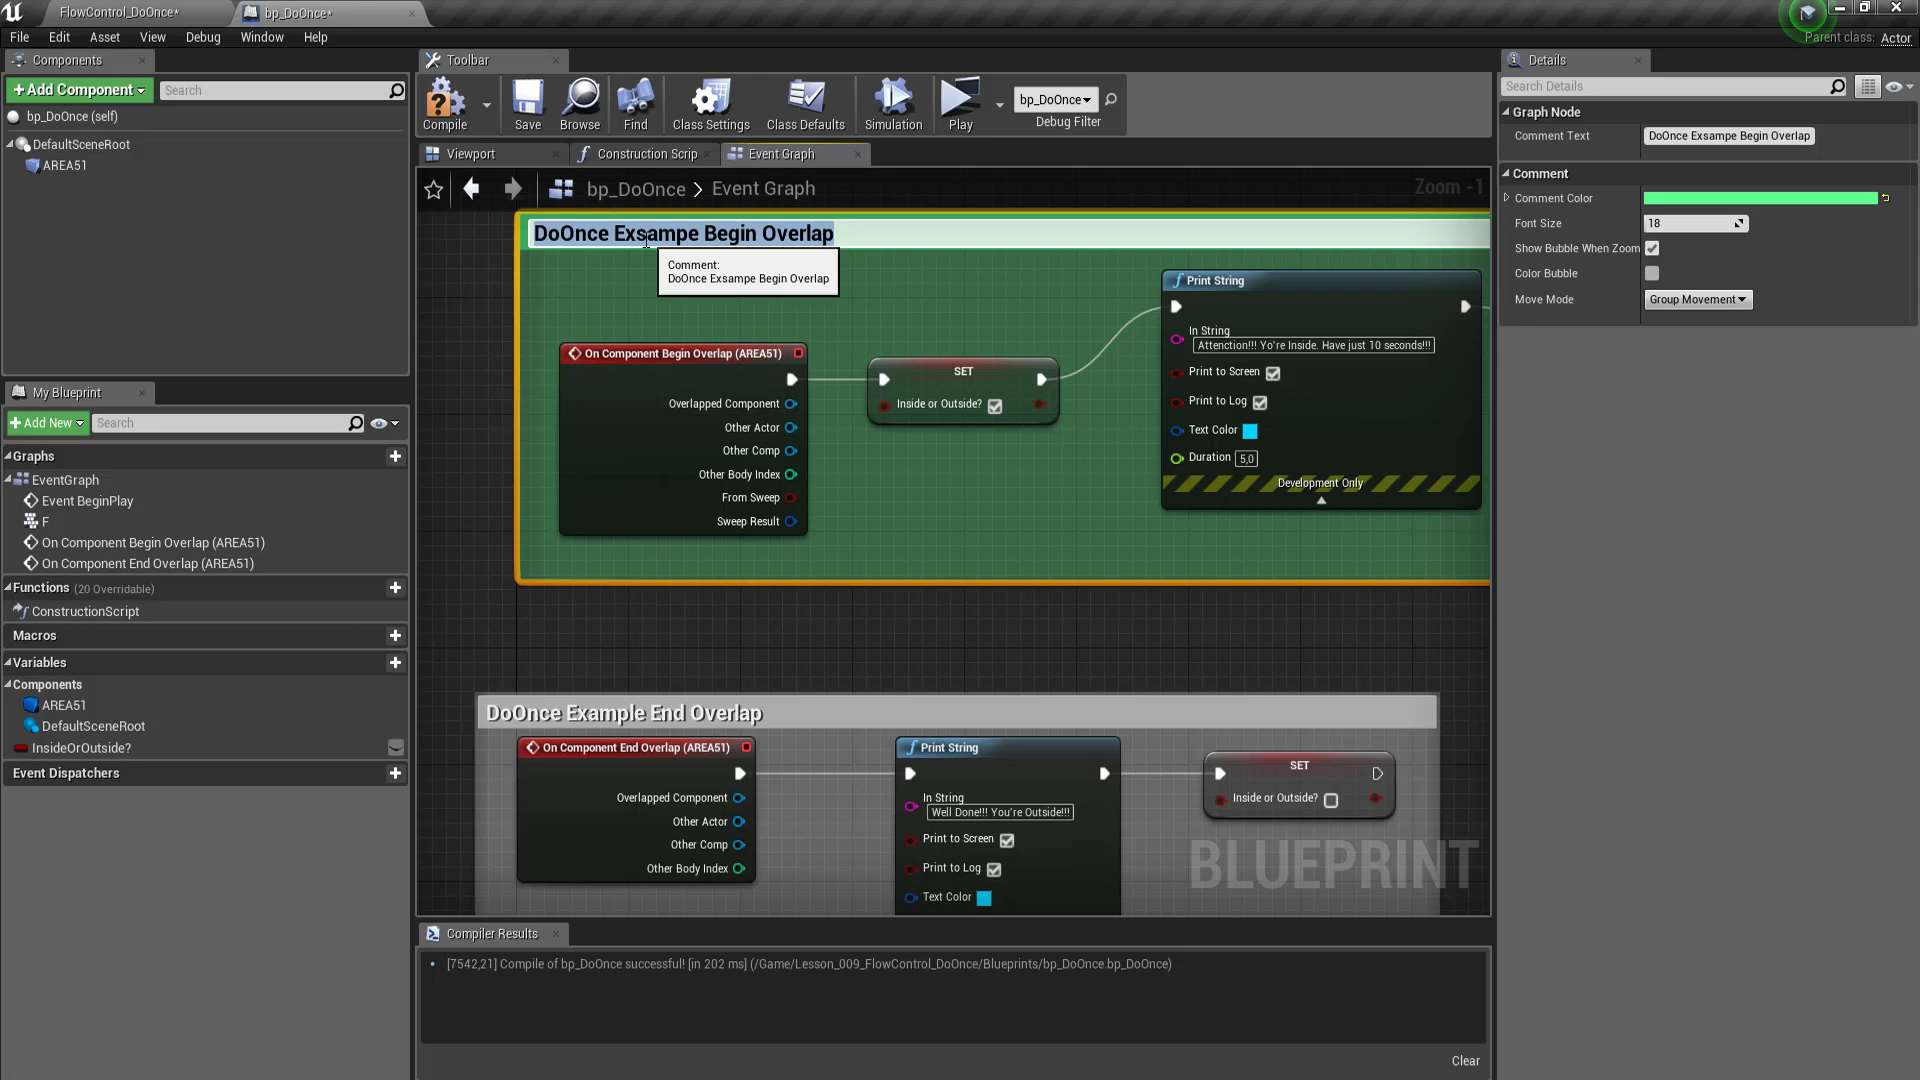 FlowControl_DoOnce*
bp_DoOnce*
File Edit Asset View Debug Window Help
Parent class: Actor
Components
+Add Component
Search
bp_DoOnce (self)
DefaultSceneRoot
AREA51
My Blueprint
+Add New
Search
Graphs
EventGraph
Event BeginPlay
F
On Component Begin Overlap (AREA51)
On Component End Overlap (AREA51)
Functions (20 Overridable)
ConstructionScript
Macros
Variables
Components
AREA51
DefaultSceneRoot
InsideOrOutside?
Event Dispatchers
Toolbar
Compile
Save
Browse
Find
Class Settings
Class Defaults
Simulation
Play
bp_DoOnce
Debug Filter
Viewport
Construction Scrip
Event Graph
bp_DoOnce > Event Graph
Zoom -1
DoOnce Exsampe Begin Overlap
Comment:
DoOnce Exsampe Begin Overlap
On Component Begin Overlap (AREA51)
Overlapped Component
Other Actor
Other Comp
Other Body Index
From Sweep
Sweep Result
SET
Inside or Outside?
Print String
In String
Attenction!!! Yo're Inside. Have just 10 seconds!!!
Print to Screen
Print to Log
Text Color
Duration 5,0
Development Only
DoOnce Example End Overlap
On Component End Overlap (AREA51)
Overlapped Component
Other Actor
Other Comp
Other Body Index
Print String
In String
Well Done!!! You're Outside!!!
Print to Screen
Print to Log
Text Color
SET
Inside or Outside?
BLUEPRINT
Compiler Results
[7542,21] Compile of bp_DoOnce successful! [in 202 ms] (/Game/Lesson_009_FlowControl_DoOnce/Blueprints/bp_DoOnce.bp_DoOnce)
Clear
Details
Search Details
Graph Node
Comment Text DoOnce Exsampe Begin Overlap
Comment
Comment Color
Font Size 18
Show Bubble When Zoom
Color Bubble
Move Mode Group Movement